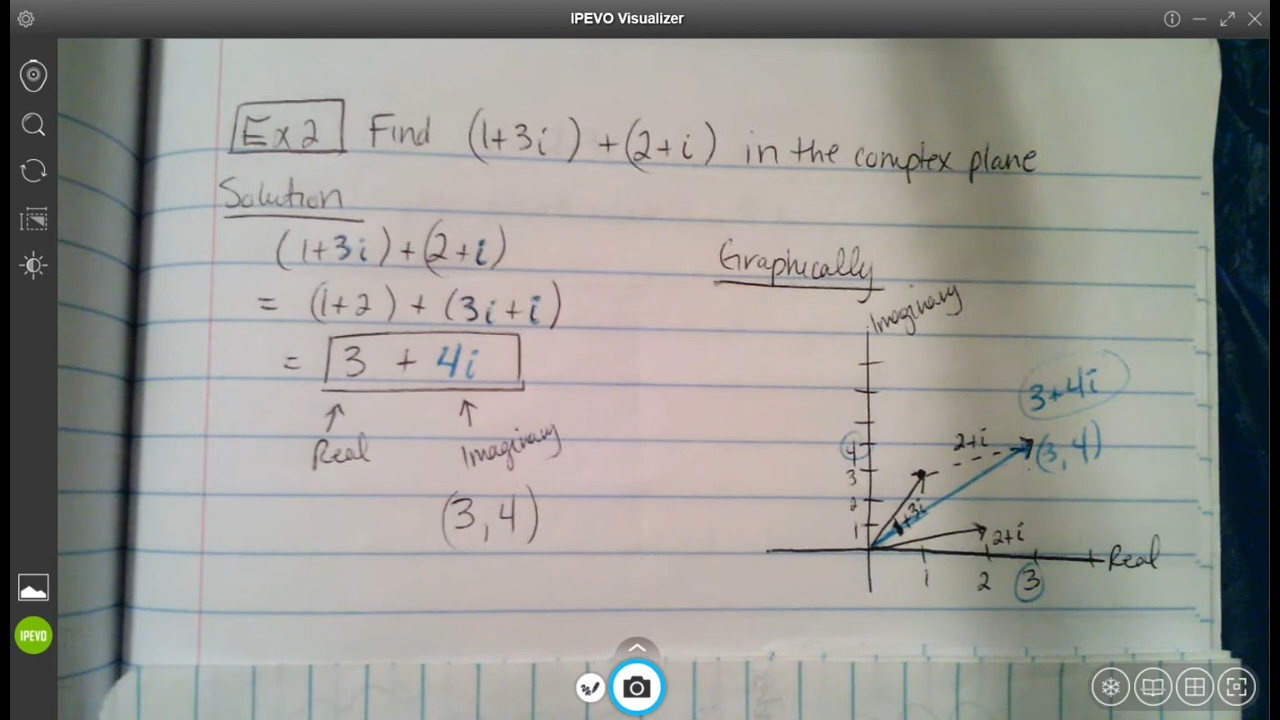 IPEVO Visualizer
Ex 2 Find (1+3i) + (2+i) in the complex plane
Solution
(1+3i) + (2+i)
= (1+2) + (3i+i)
= 3 + 4i
↑ ↑
Real Imaginary
(3,4)
Graphically
Imaginary
3+4i
(3,4)
2+i
4
3
2
1
1+3i
2+i
Real
1 2 3
IPEVO